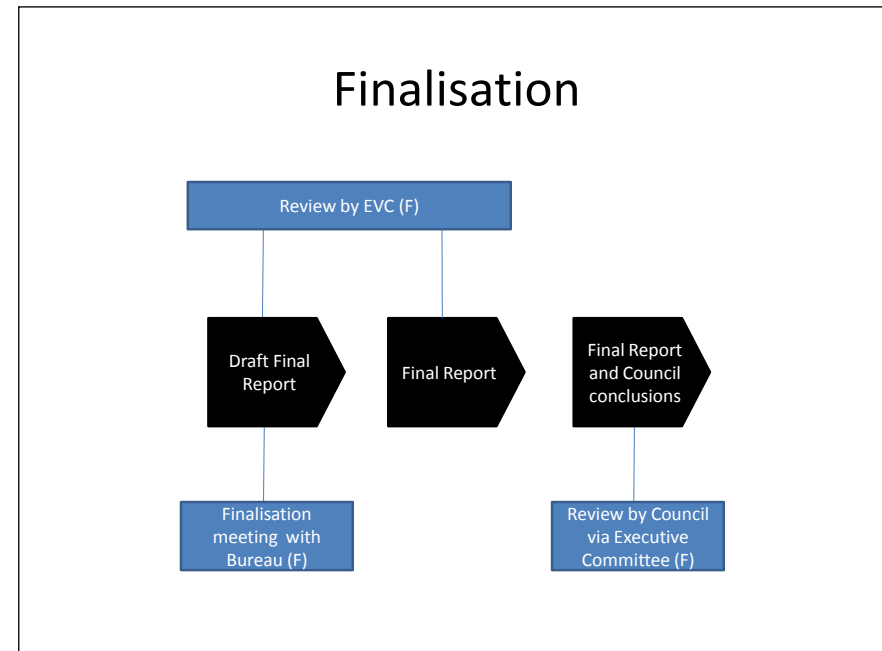 Finalisation
Review by EVC (F)
Draft Final
Report
Final Report
Final Report
and Council
conclusions
Finalisation
meeting with
Bureau (F)
Review by Council
via Executive
Committee (F)